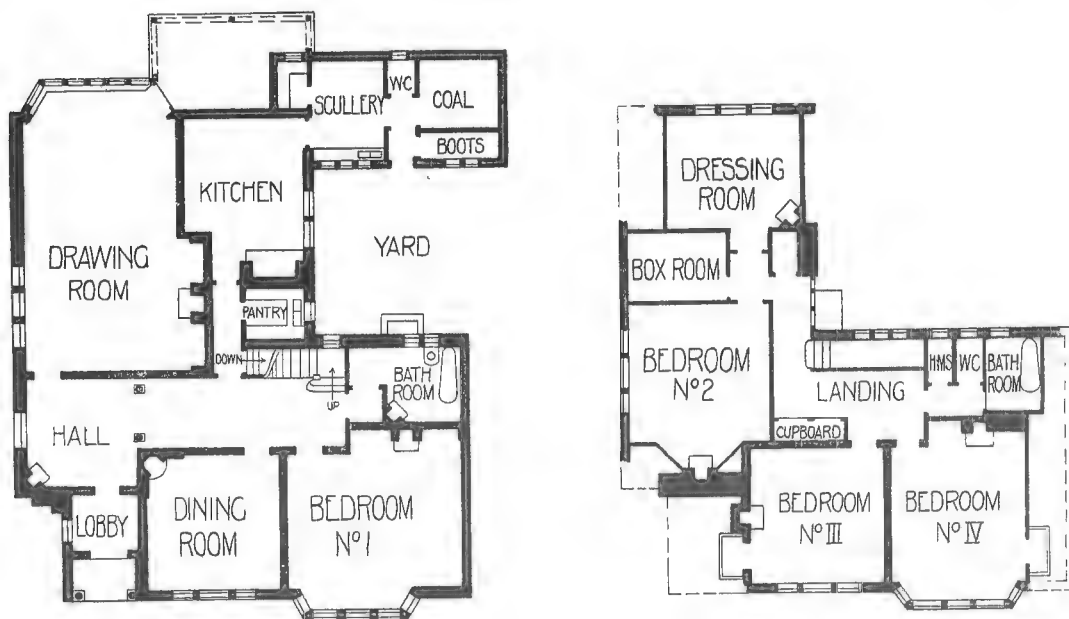 WC
SCULLERY
COAL
BOOTS
KITCHEN
YARD
DRAWING
ROOM
PANTRY
DOWN
UP
BATH
ROOM
HALL
LOBBY
DINING
ROOM
BEDROOM
Nº1
DRESSING
ROOM
BOX ROOM
BEDROOM
Nº2
LANDING
HMS
WC
BATH
ROOM
CUPBOARD
BEDROOM
Nº III
BEDROOM
Nº IV